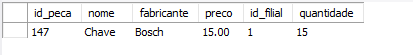 id_peca nome fabricante preco id_filial quantidade
147 Chave Bosch 15.00 1 15